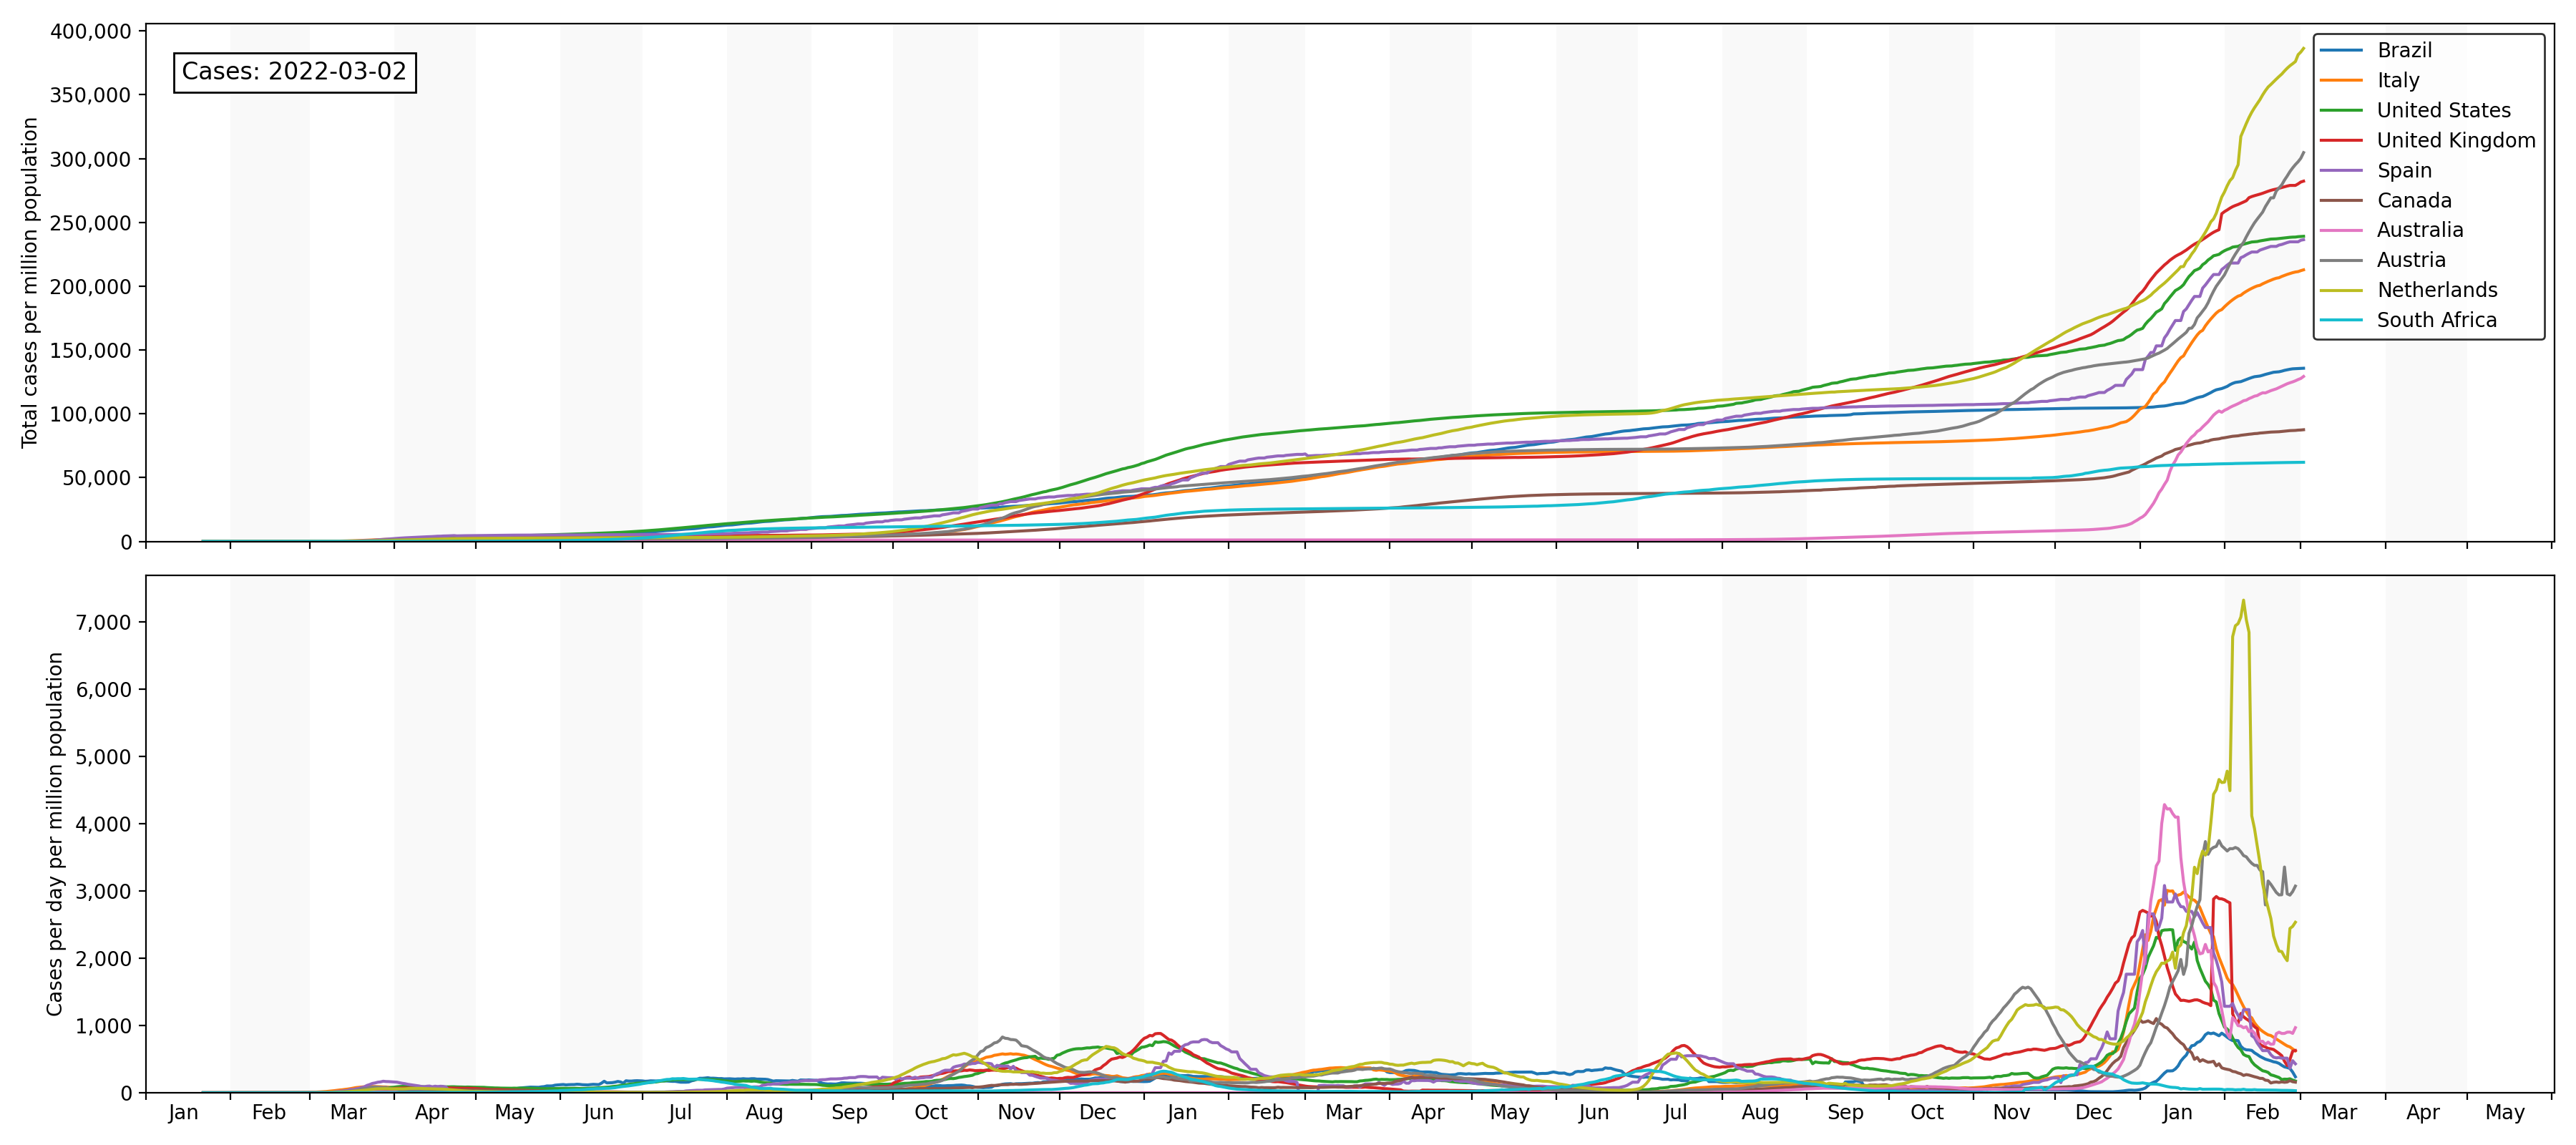 Cases: 2022-03-02
Total cases per million population
400,000
350,000
300,000
250,000
200,000
150,000
100,000
50,000
0
Brazil
Italy
United States
United Kingdom
Spain
Canada
Australia
Austria
Netherlands
South Africa
Cases per day per million population
7,000
6,000
5,000
4,000
3,000
2,000
1,000
0
Jan Feb Mar Apr May Jun Jul Aug Sep Oct Nov Dec Jan Feb Mar Apr May Jun Jul Aug Sep Oct Nov Dec Jan Feb Mar Apr May